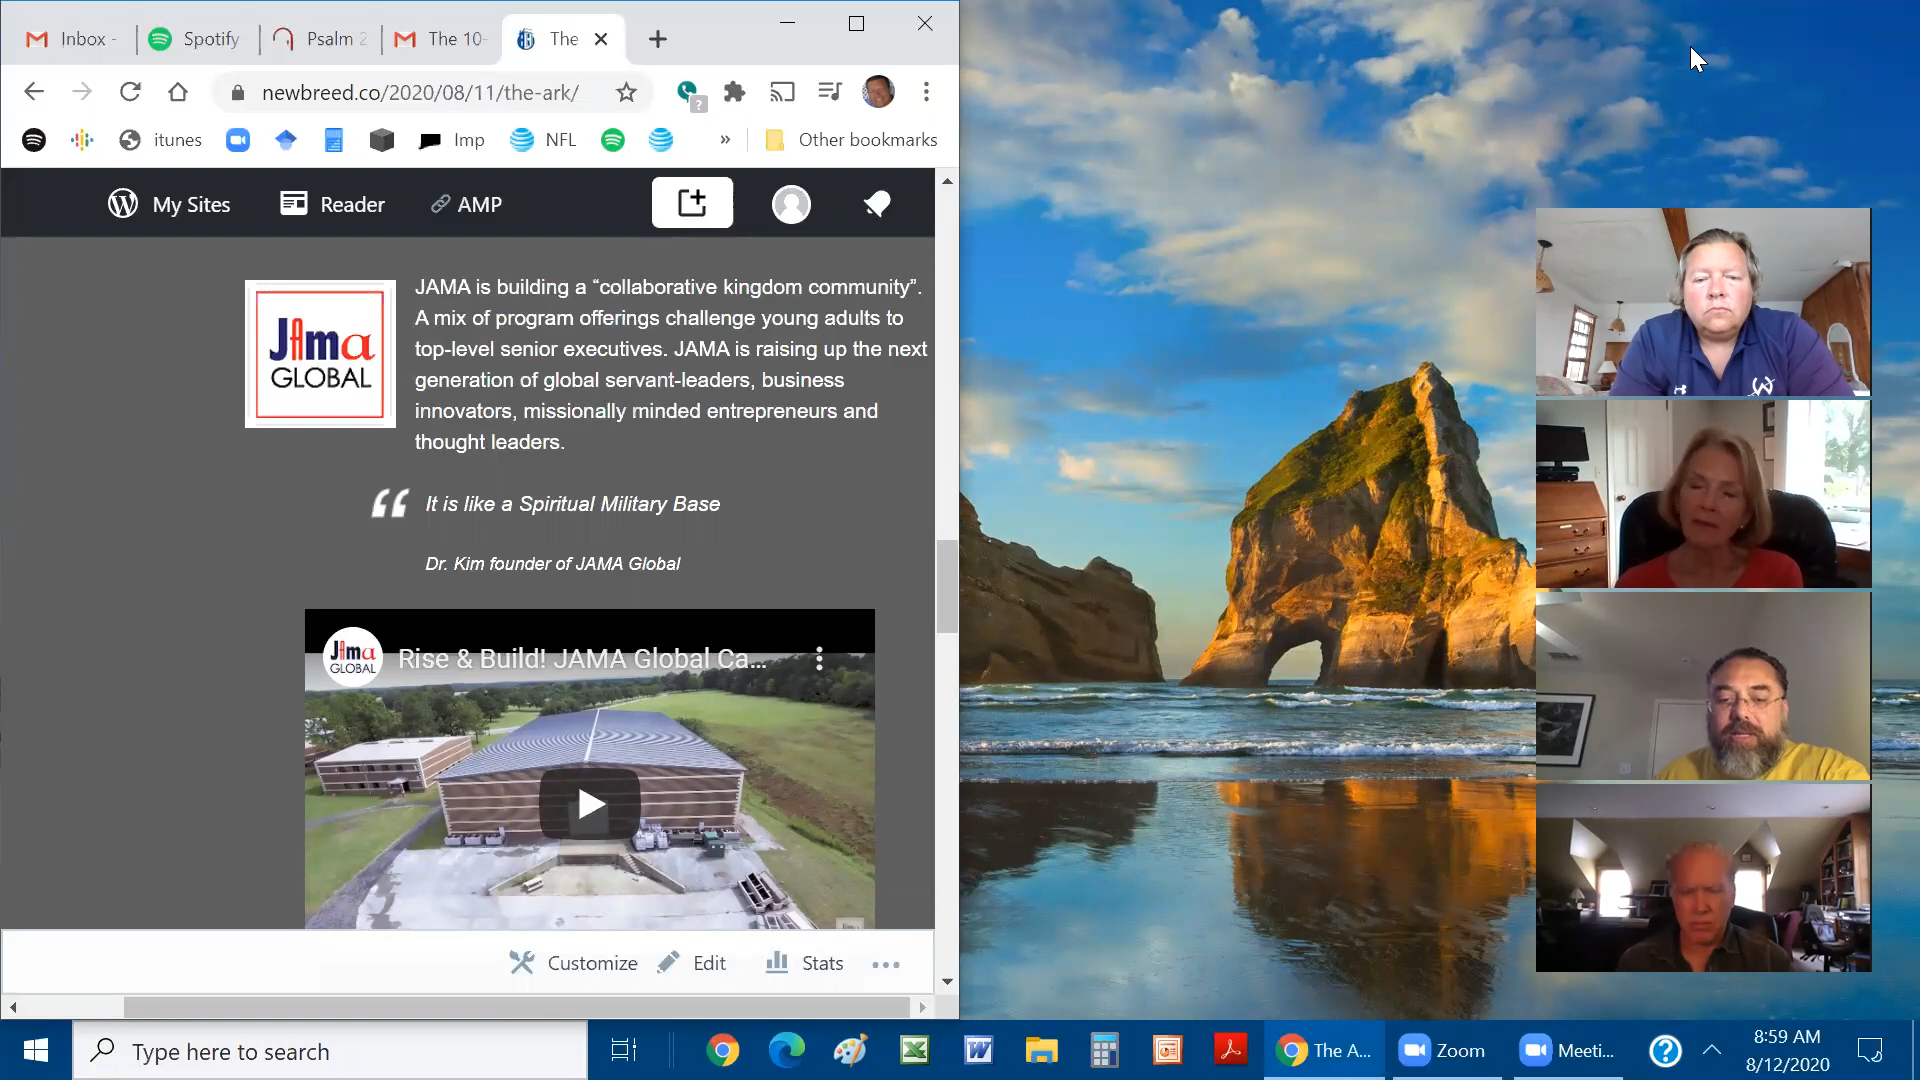 Inbox -
Spotify
Psalm 2
The 10-
The
newbreed.co/2020/08/11/the-ark/
itunes
Imp
NFL
»
Other bookmarks
My Sites
Reader
AMP
JAMA is building a “collaborative kingdom community”.
A mix of program offerings challenge young adults to
top-level senior executives. JAMA is raising up the next
generation of global servant-leaders, business
innovators, missionally minded entrepreneurs and
thought leaders.
JAma
GLOBAL
“ It is like a Spiritual Military Base
Dr. Kim founder of JAMA Global
JAma
GLOBAL
Rise & Build! JAMA Global Ca...
Customize
Edit
Stats
Type here to search
The A...
Zoom
Meeti...
8:59 AM
8/12/2020